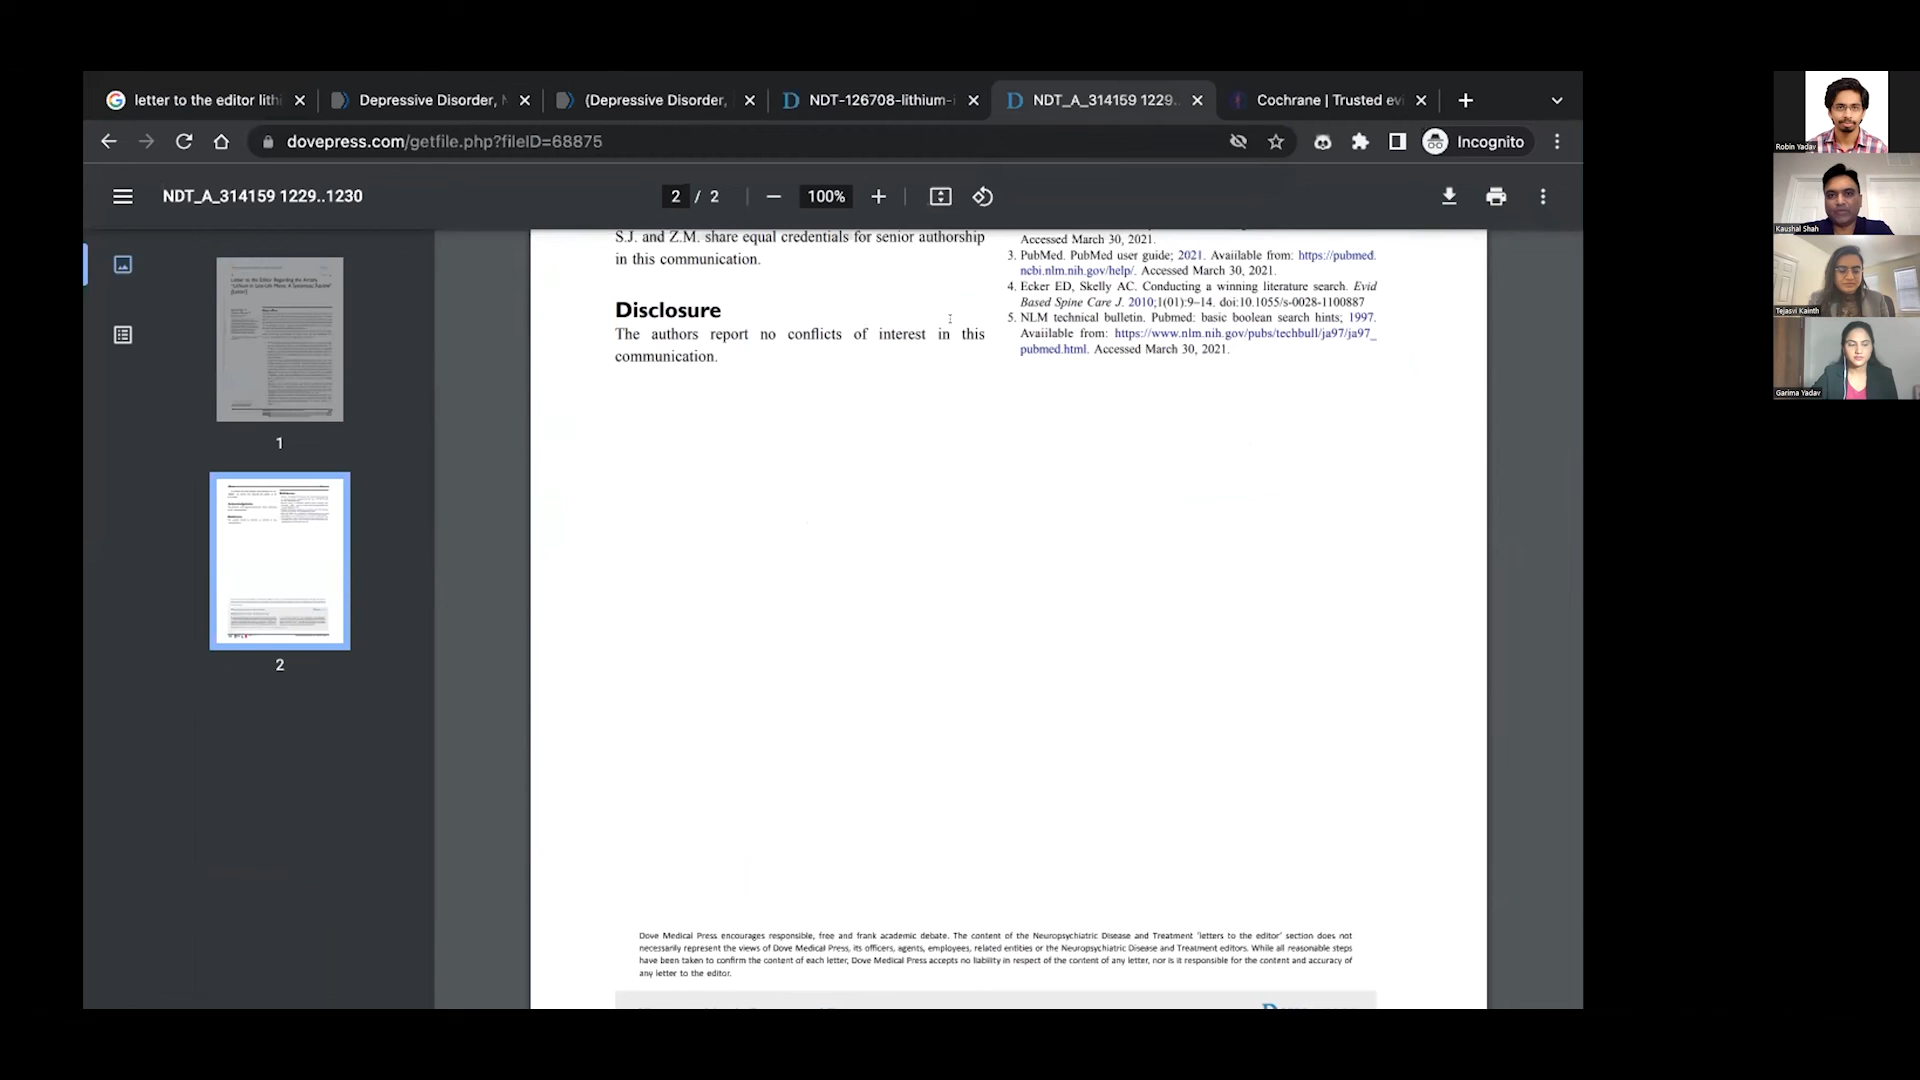 letter to the editor lithi
Depressive Disorder, M
(Depressive Disorder,
NDT-126708-lithium-i
NDT_A_314159 1229..
Cochrane | Trusted evi
dovepress.com/getfile.php?fileID=68875
Incognito
NDT_A_314159 1229..1230
2 / 2
100%
1
2
S.J. and Z.M. share equal credentials for senior authorship
in this communication.
Disclosure
The authors report no conflicts of interest in this
communication.
Accessed March 30, 2021.
3. PubMed. PubMed user guide; 2021. Avaiilable from: https://pubmed.
ncbi.nlm.nih.gov/help/. Accessed March 30, 2021.
4. Ecker ED, Skelly AC. Conducting a winning literature search. Evid
Based Spine Care J. 2010;1(01):9–14. doi:10.1055/s-0028-1100887
5. NLM technical bulletin. Pubmed: basic boolean search hints; 1997.
Avaiilable from: https://www.nlm.nih.gov/pubs/techbull/ja97/ja97_
pubmed.html. Accessed March 30, 2021.
Dove Medical Press encourages responsible, free and frank academic debate. The content of the Neuropsychiatric Disease and Treatment 'letters to the editor' section does not
necessarily represent the views of Dove Medical Press, its officers, agents, employees, related entities or the Neuropsychiatric Disease and Treatment editors. While all reasonable steps
have been taken to confirm the content of each letter, Dove Medical Press accepts no liability in respect of the content of any letter, nor is it responsible for the content and accuracy of
any letter to the editor.
Robin Yadav
Kaushal Shah
Tejasvi Kainth
Garima Yadav